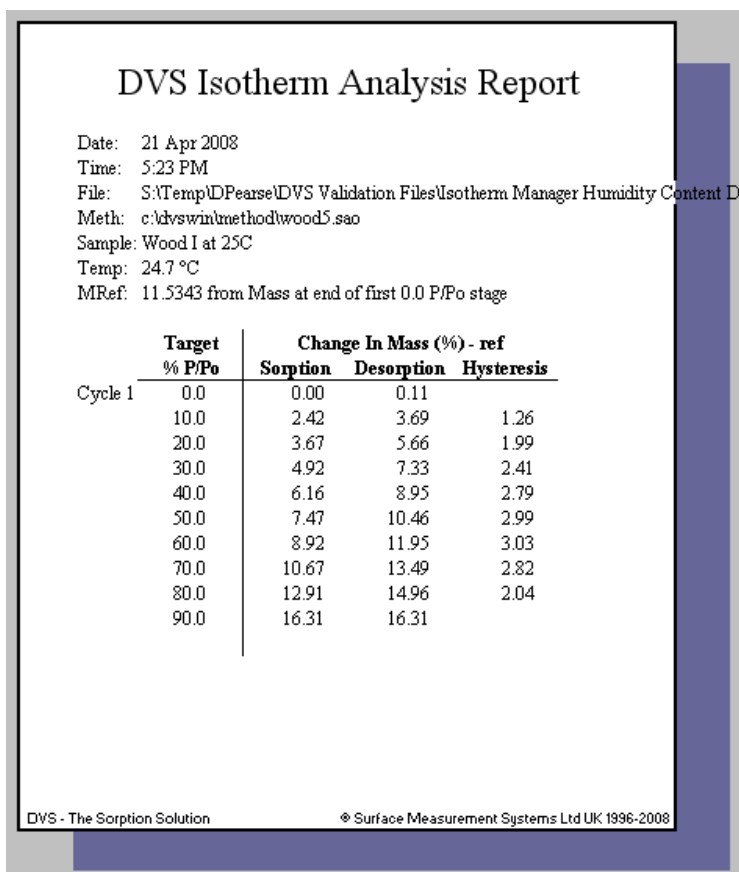 DVS Isotherm Analysis Report
Date: 21 Apr 2008
Time: 5:23 PM
File: S:\Temp\DPearse\DVS Validation Files\Isotherm Manager Humidity Content D
Meth: c:\dvswin\method\wood5.sao
Sample: Wood I at 25C
Temp: 24.7 °C
MRef: 11.5343 from Mass at end of first 0.0 P/Po stage
Target Change In Mass (%) - ref
% P/Po Sorption Desorption Hysteresis
Cycle 1 0.0 0.00 0.11
10.0 2.42 3.69 1.26
20.0 3.67 5.66 1.99
30.0 4.92 7.33 2.41
40.0 6.16 8.95 2.79
50.0 7.47 10.46 2.99
60.0 8.92 11.95 3.03
70.0 10.67 13.49 2.82
80.0 12.91 14.96 2.04
90.0 16.31 16.31
DVS - The Sorption Solution © Surface Measurement Systems Ltd UK 1996-2008